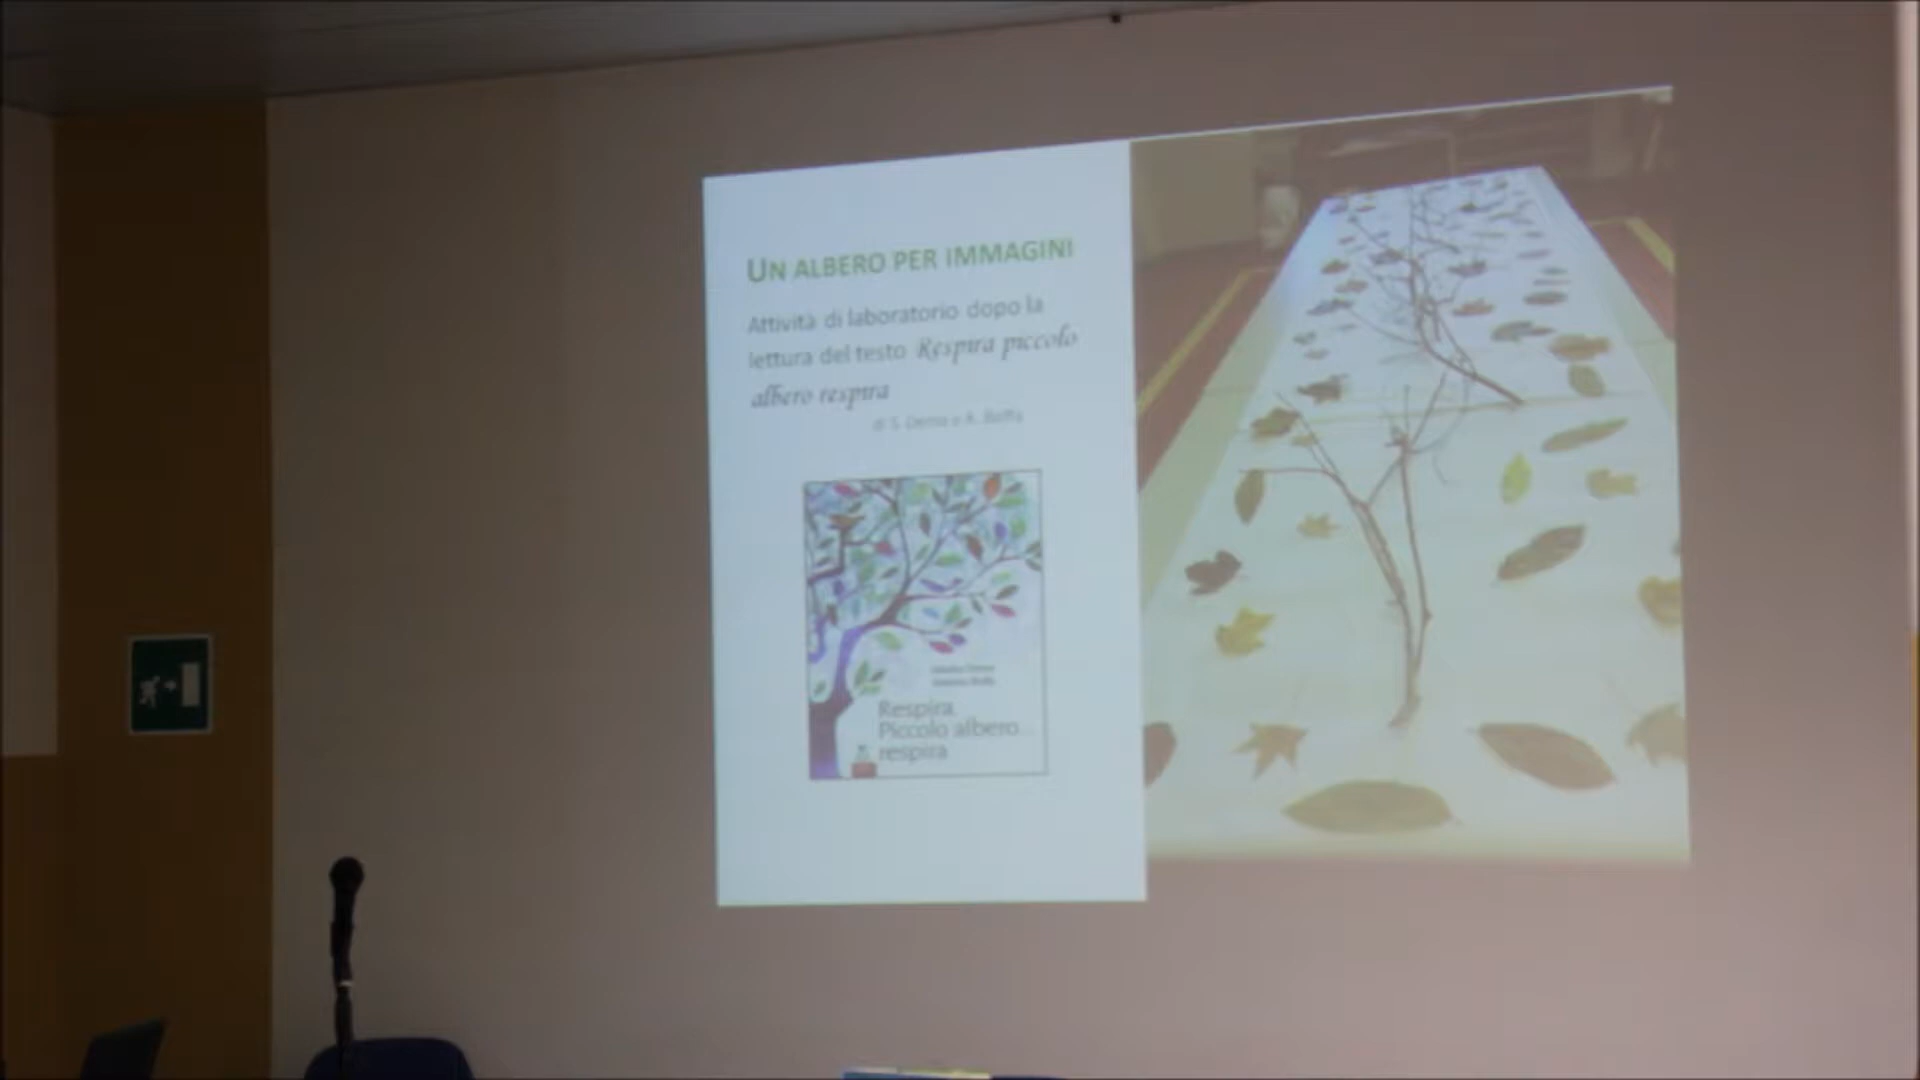 UN ALBERO PER IMMAGINI
Attività di laboratorio dopo la
lettura del testo Respira piccolo
albero respira
di S.
Respira
Piccolo albero...
respira